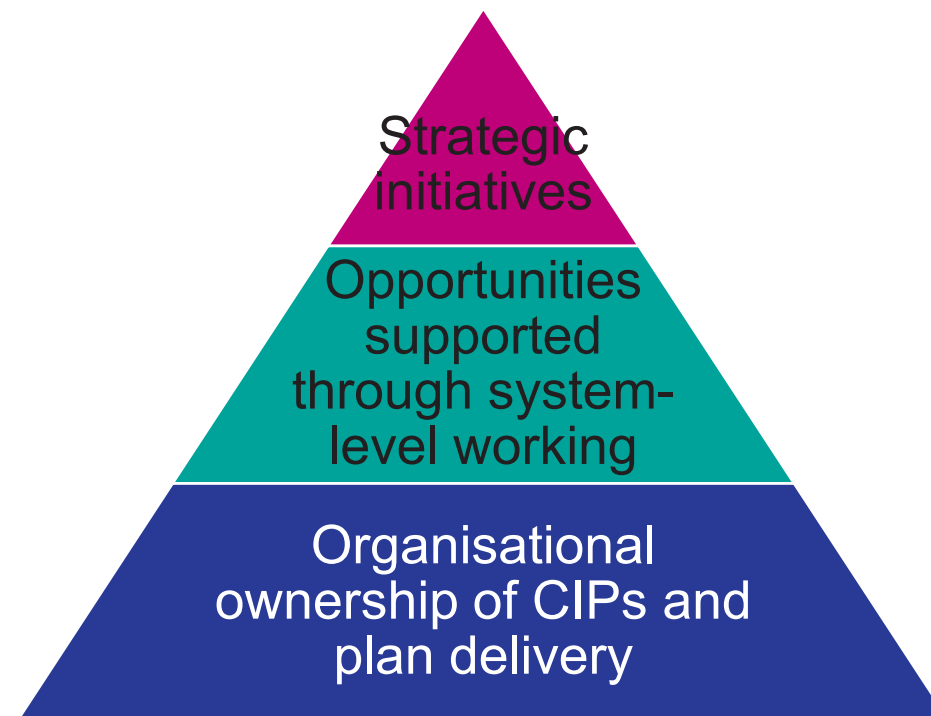 Strategic
initiatives
Opportunities
supported
through system-
level working
Organisational
ownership of CIPs and
plan delivery